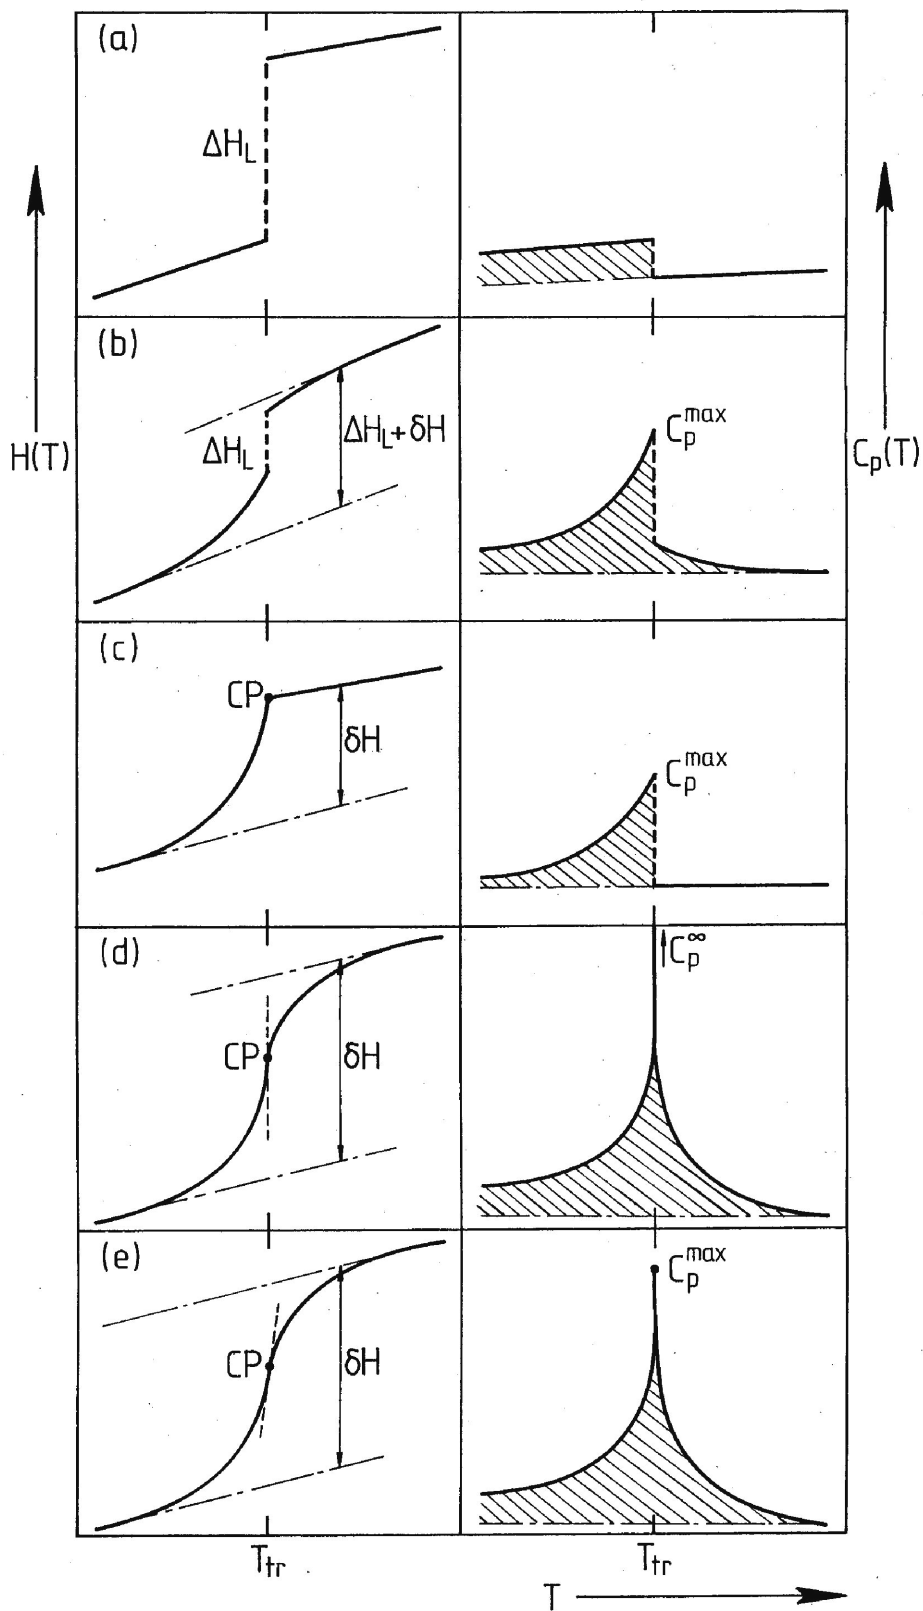 (a)
ΔH_L
(b)
H(T)
ΔH_L
ΔH_L+δH
C_p^max
C_p(T)
(c)
CP
δH
C_p^max
(d)
CP
δH
C_p^∞
(e)
CP
δH
C_p^max
T_tr
T_tr
T